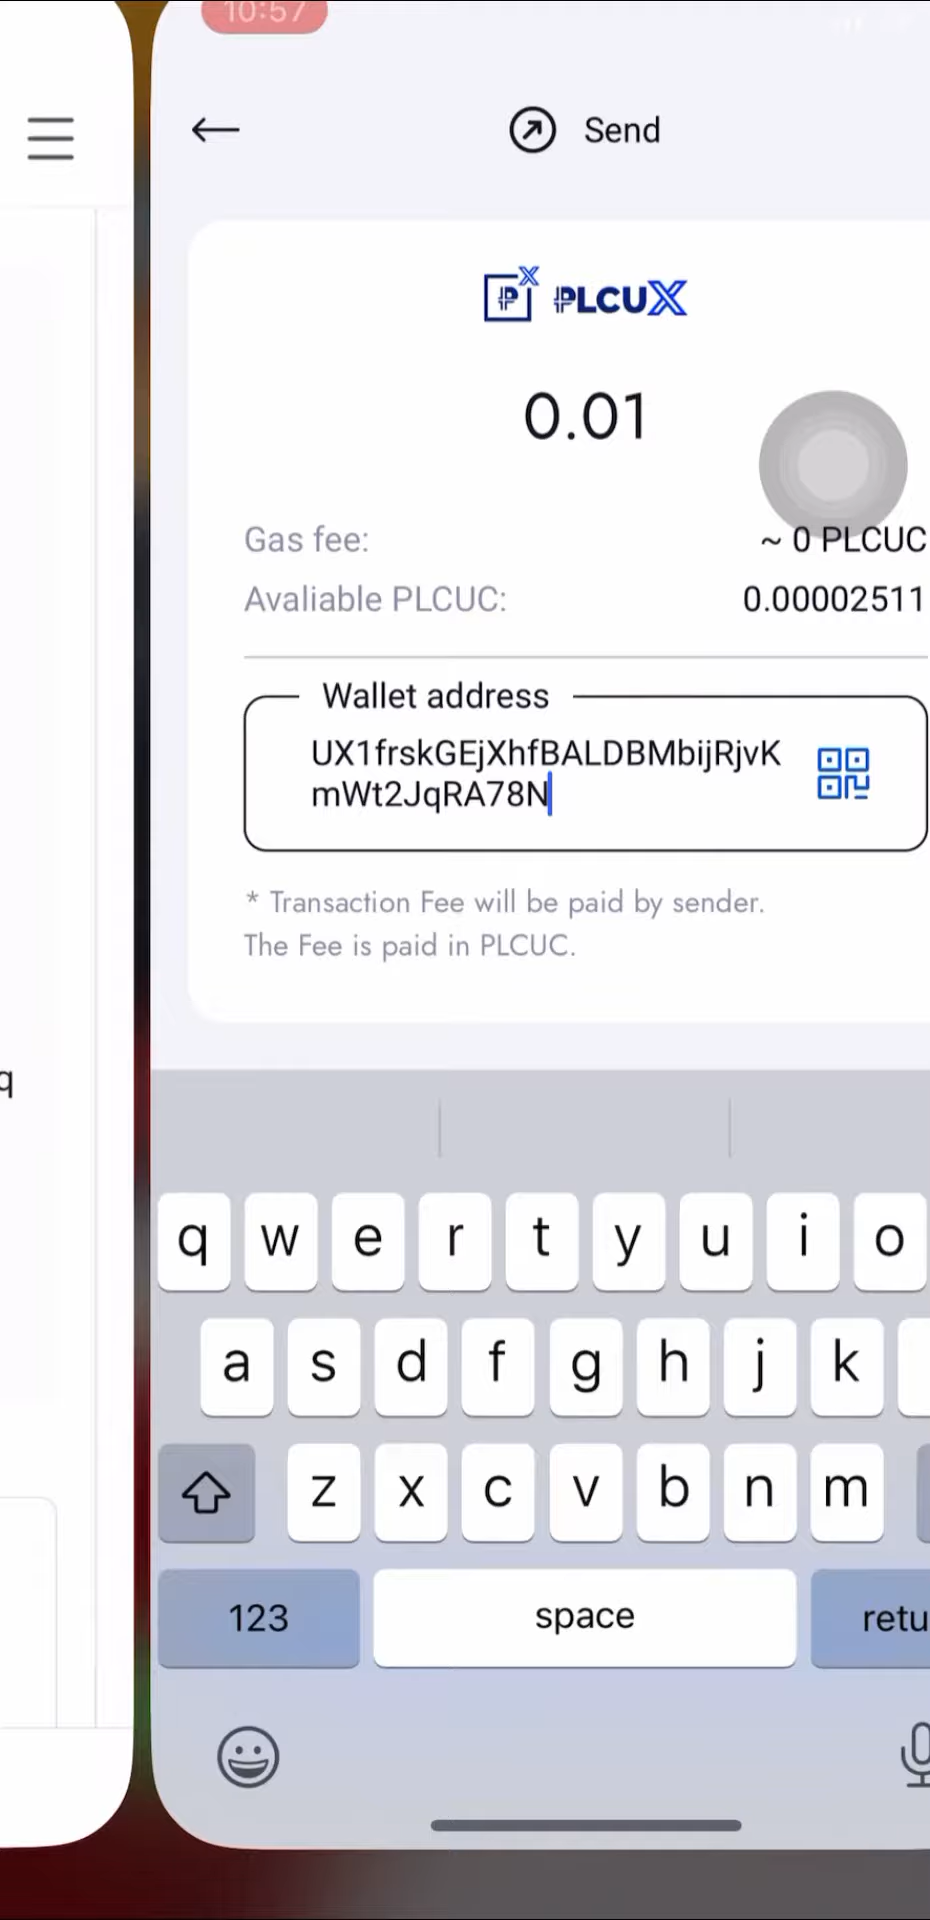 10:57
Send
PLCUX
0.01
Gas fee:
~ 0 PLCUC
Avaliable PLCUC:
0.00002511
Wallet address
UX1frskGEjXhfBALDBMbijRjvK
mWt2JqRA78N
* Transaction Fee will be paid by sender.
The Fee is paid in PLCUC.
q
q w e r t y u i o
a s d f g h j k
z x c v b n m
123 space retu